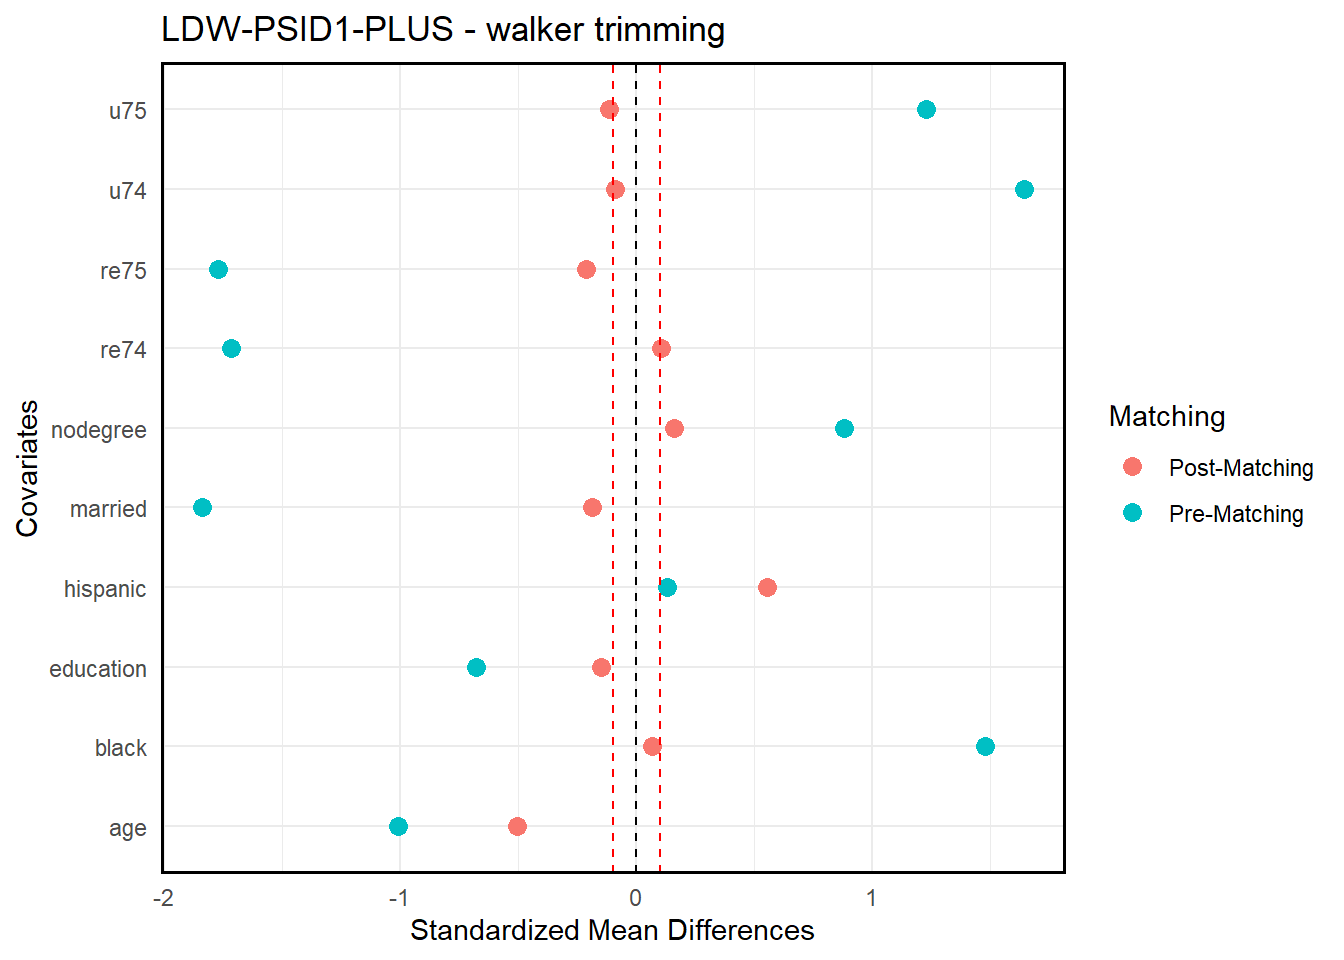 LDW-PSID1-PLUS - walker trimming
Covariates
u75
u74
re75
re74
nodegree
married
hispanic
education
black
age
-2 -1 0 1
Standardized Mean Differences
Matching
Post-Matching
Pre-Matching